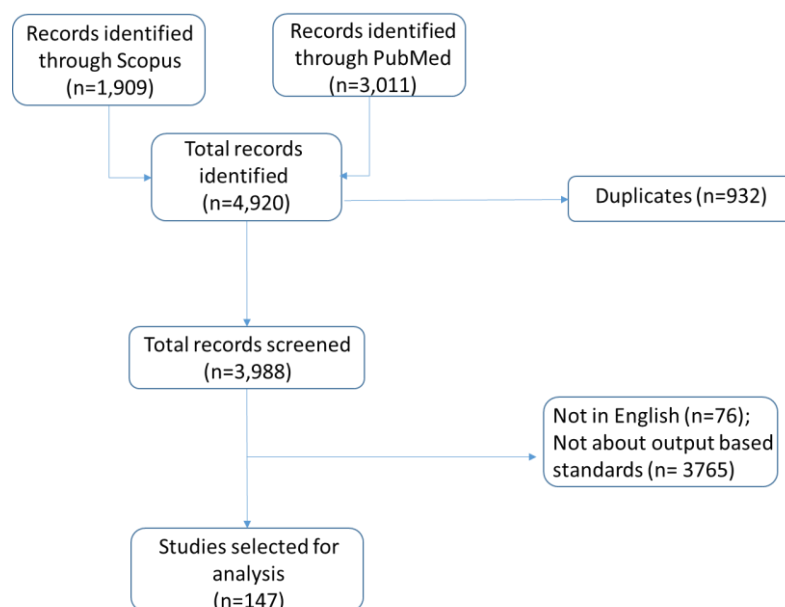 Records identified
through Scopus
(n=1,909)
Records identified
through PubMed
(n=3,011)
Total records
identified
(n=4,920)
Duplicates (n=932)
Total records screened
(n=3,988)
Not in English (n=76);
Not about output based
standards (n= 3765)
Studies selected for
analysis
(n=147)